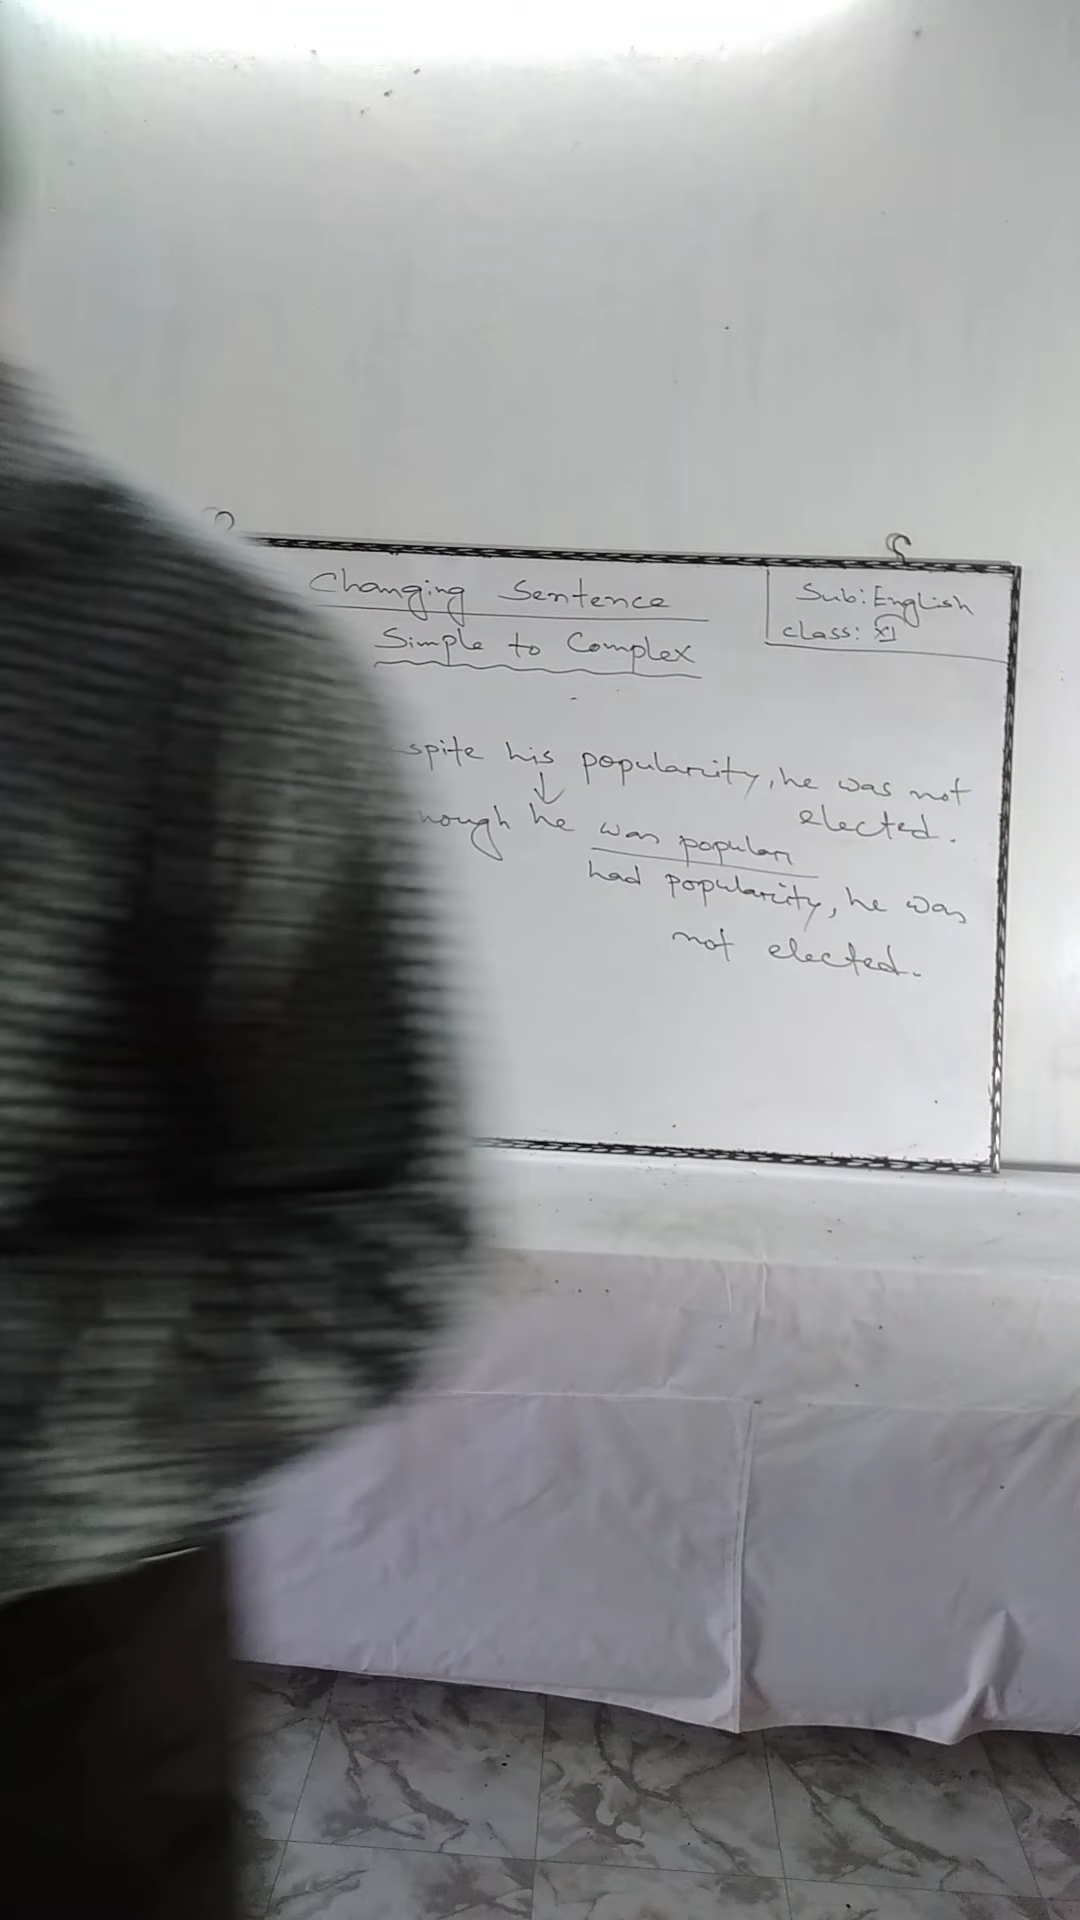 Changing Sentence
Simple to Complex
Sub: English
class: XI
spite his popularity, he was not
elected.
hough he was popular
had popularity, he was
not elected.